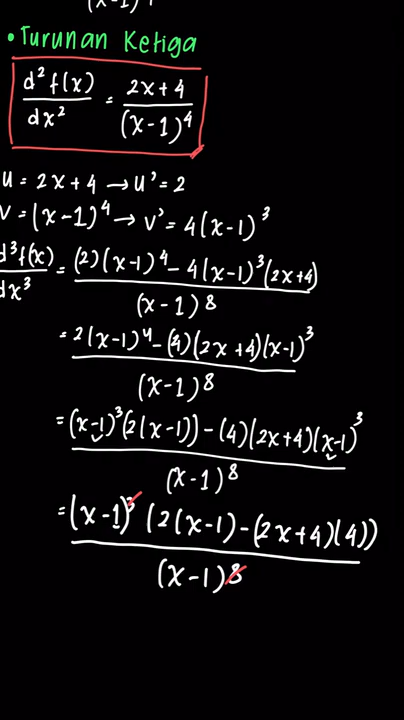 (x-1)
• Turunan Ketiga
d²f(x)/dx² = (2x+4)/(x-1)⁴
u = 2x+4 → u' = 2
v = (x-1)⁴ → v' = 4(x-1)³
d³f(x)/dx³ = ((2)(x-1)⁴ - 4(x-1)³(2x+4))/(x-1)⁸
= (2(x-1)⁴ - (4)(2x+4)(x-1)³)/(x-1)⁸
= ((x-1)³(2(x-1)) - (4)(2x+4)(x-1)³)/(x-1)⁸
= ((x-1)³(2(x-1)-(2x+4)(4)))/(x-1)⁸